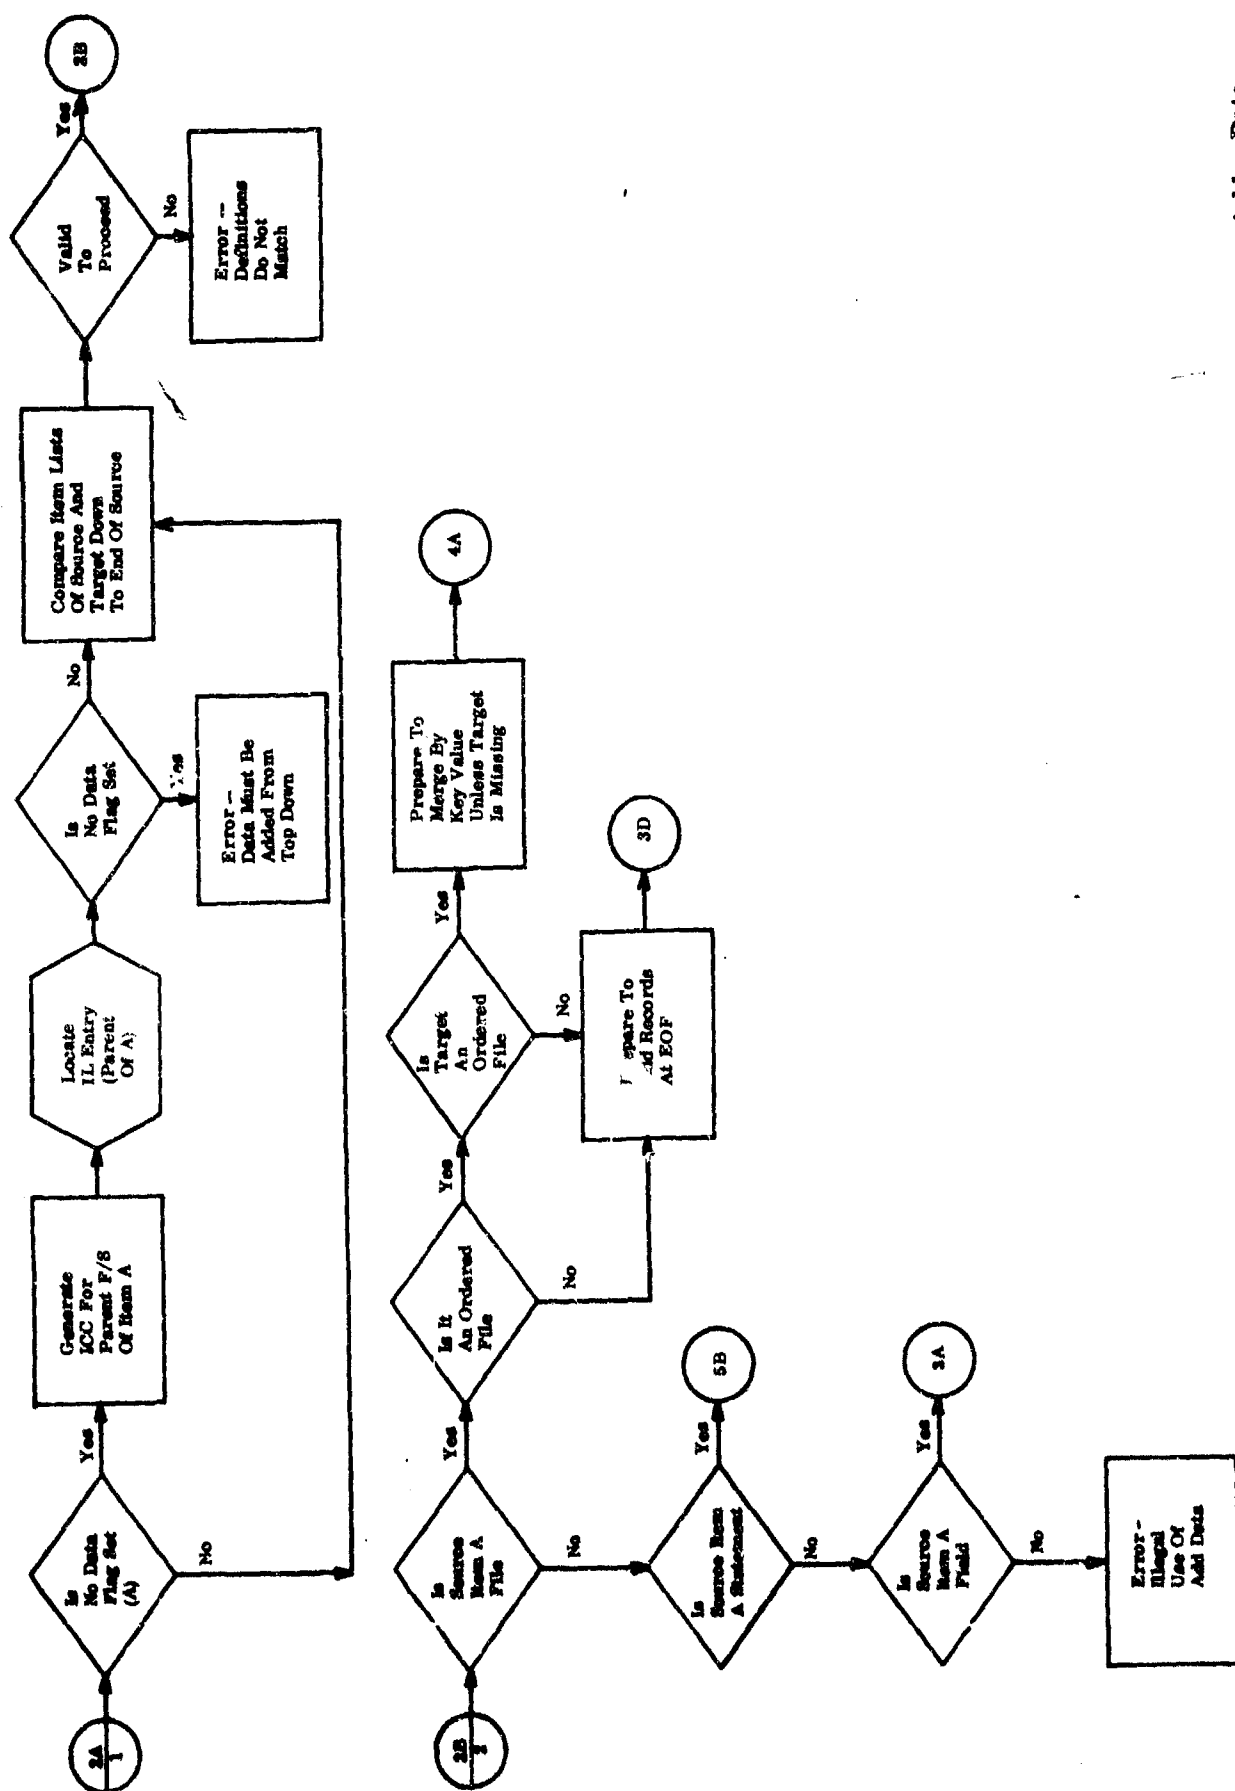 2A
1
Is
No Data
Flag Set
(A)
Yes
No
Generate
ICC For
Parent F/S
Of Item A
Locate
IL Entry
(Parent
Of A)
Is
No Data
Flag Set
No
Yes
Error –
Data Must Be
Added From
Top Down
Compare Item Lists
Of Source And
Target Down
To End Of Source
Valid
To
Proceed
Yes
2B
No
Error --
Definitions
Do Not
Match
2B
2
Is
Source
Item A
File
Yes
No
Is It
An Ordered
File
Yes
No
Is
Target
An
Ordered
File
Yes
No
Prepare To
Merge By
Key Value
Unless Target
Is Missing
4A
To
Records
At EOF
3D
Is
Source Item
A Statement
Yes
5B
No
Is
Source
Item A
Field
Yes
3A
No
Error -
Illegal
Use Of
Add Data